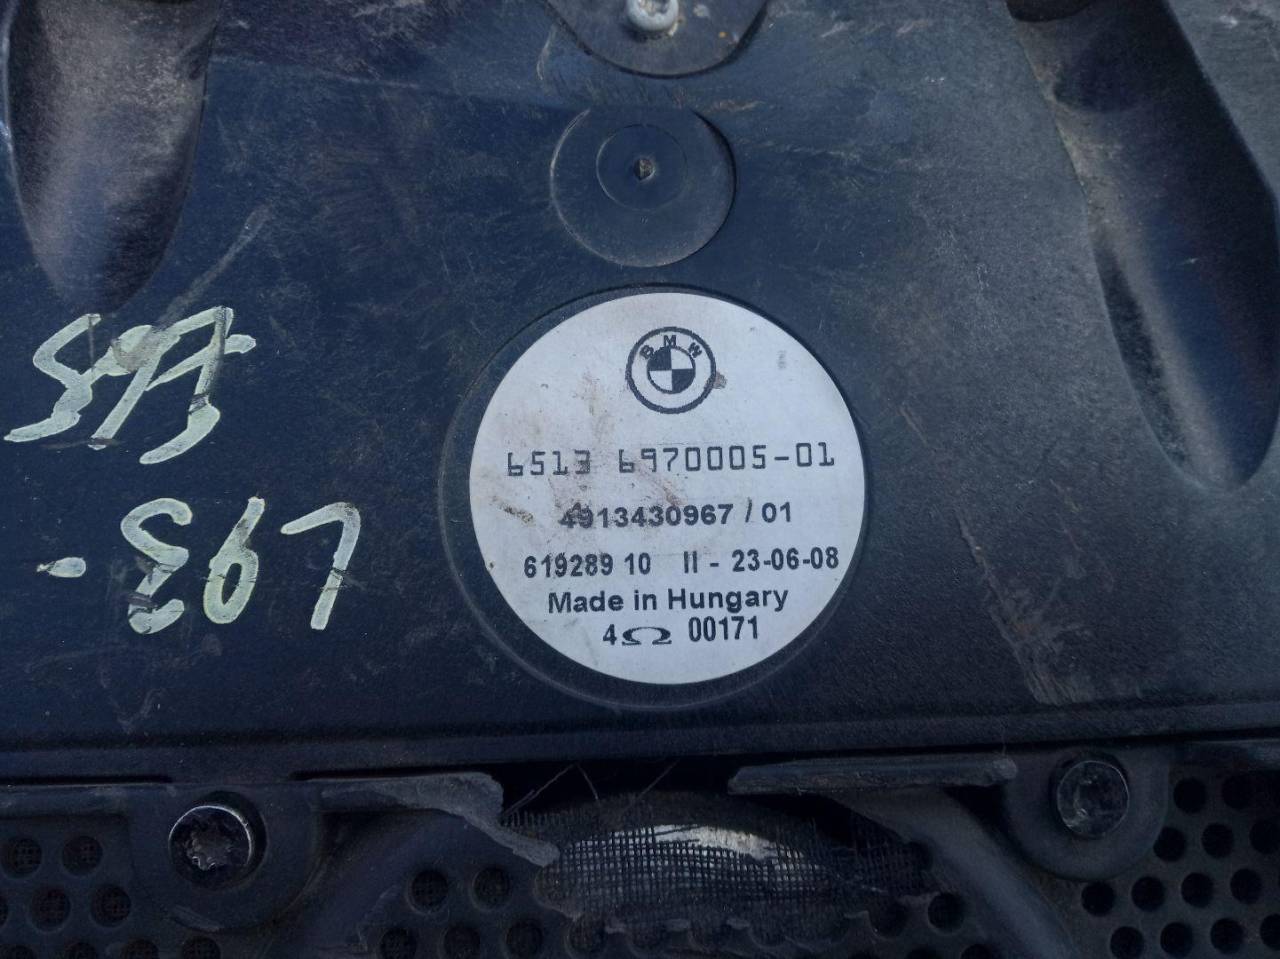 BMW
6513 6970005-01
4913430967 / 01
619289 10 II - 23-06-08
Made in Hungary
4Ω 00171